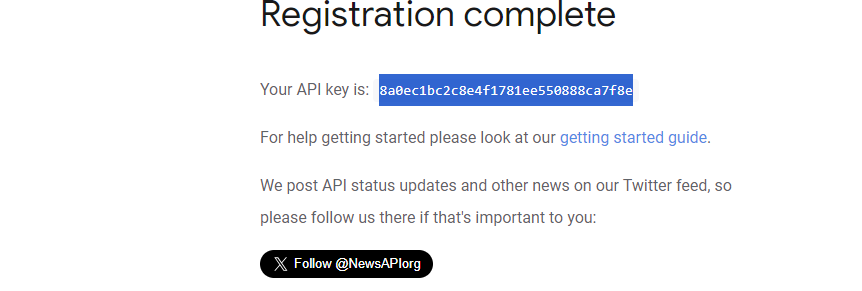 Registration complete
Your API key is: 8a0ec1bc2c8e4f1781ee550888ca7f8e
For help getting started please look at our getting started guide.
We post API status updates and other news on our Twitter feed, so
please follow us there if that's important to you:
X Follow @NewsAPIorg